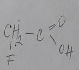 CH₂ - C = O
OH
F